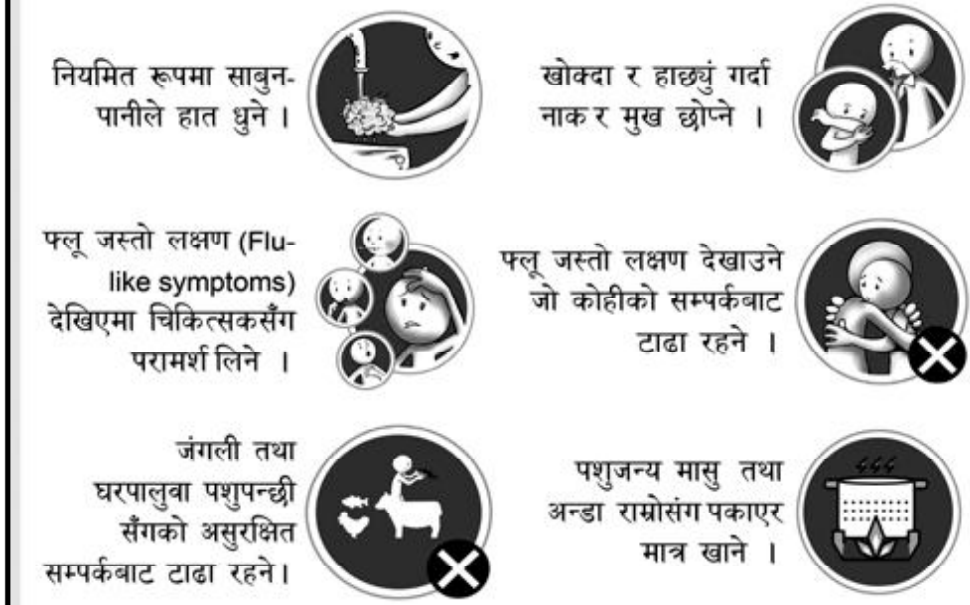 नियमित रूपमा साबुन-
पानीले हात धुने ।
खोक्दा र हाछ्युं गर्दा
नाक र मुख छोप्ने ।
फ्लू जस्तो लक्षण (Flu-
like symptoms)
देखिएमा चिकित्सकसँग
परामर्श लिने ।
फ्लू जस्तो लक्षण देखाउने
जो कोहीको सम्पर्कबाट
टाढा रहने ।
जंगली तथा
घरपालुवा पशुपन्छी
सँगको असुरक्षित
सम्पर्कबाट टाढा रहने।
पशुजन्य मासु तथा
अन्डा राम्रोसंग पकाएर
मात्र खाने ।